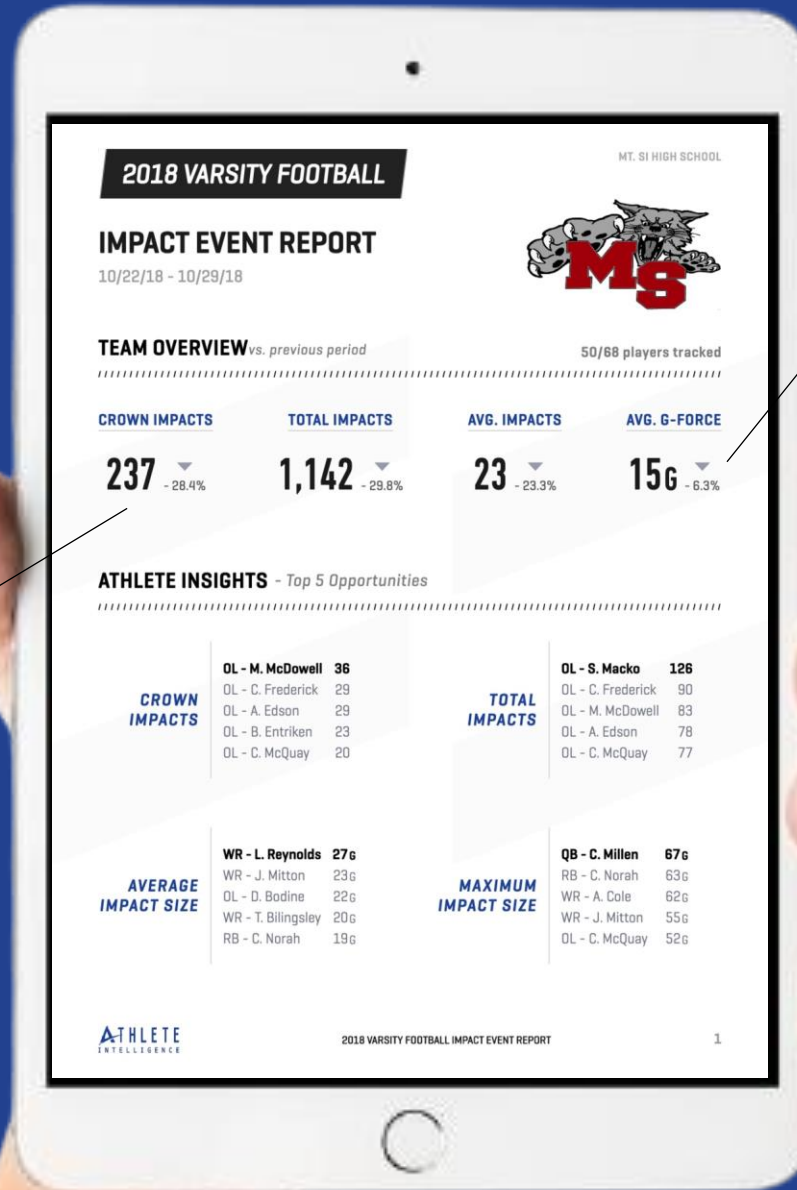 2018 VARSITY FOOTBALL
MT. SI HIGH SCHOOL
IMPACT EVENT REPORT
10/22/18 - 10/29/18
MS
TEAM OVERVIEW vs. previous period
50/68 players tracked
CROWN IMPACTS TOTAL IMPACTS AVG. IMPACTS AVG. G-FORCE
237 - 28.4% 1,142 - 29.8% 23 - 23.3% 15G - 6.3%
ATHLETE INSIGHTS - Top 5 Opportunities
CROWN
IMPACTS
OL - M. McDowell 36
OL - C. Frederick 29
OL - A. Edson 29
OL - B. Entriken 23
OL - C. McQuay 20
TOTAL
IMPACTS
OL - S. Macko 126
OL - C. Frederick 90
OL - M. McDowell 83
OL - A. Edson 78
OL - C. McQuay 77
AVERAGE
IMPACT SIZE
WR - L. Reynolds 27G
WR - J. Mitton 23G
OL - D. Bodine 22G
WR - T. Bilingsley 20G
RB - C. Norah 19G
MAXIMUM
IMPACT SIZE
QB - C. Millen 67G
RB - C. Norah 63G
WR - A. Cole 62G
WR - J. Mitton 55G
OL - C. McQuay 52G
ATHLETE
INTELLIGENCE
2018 VARSITY FOOTBALL IMPACT EVENT REPORT
1